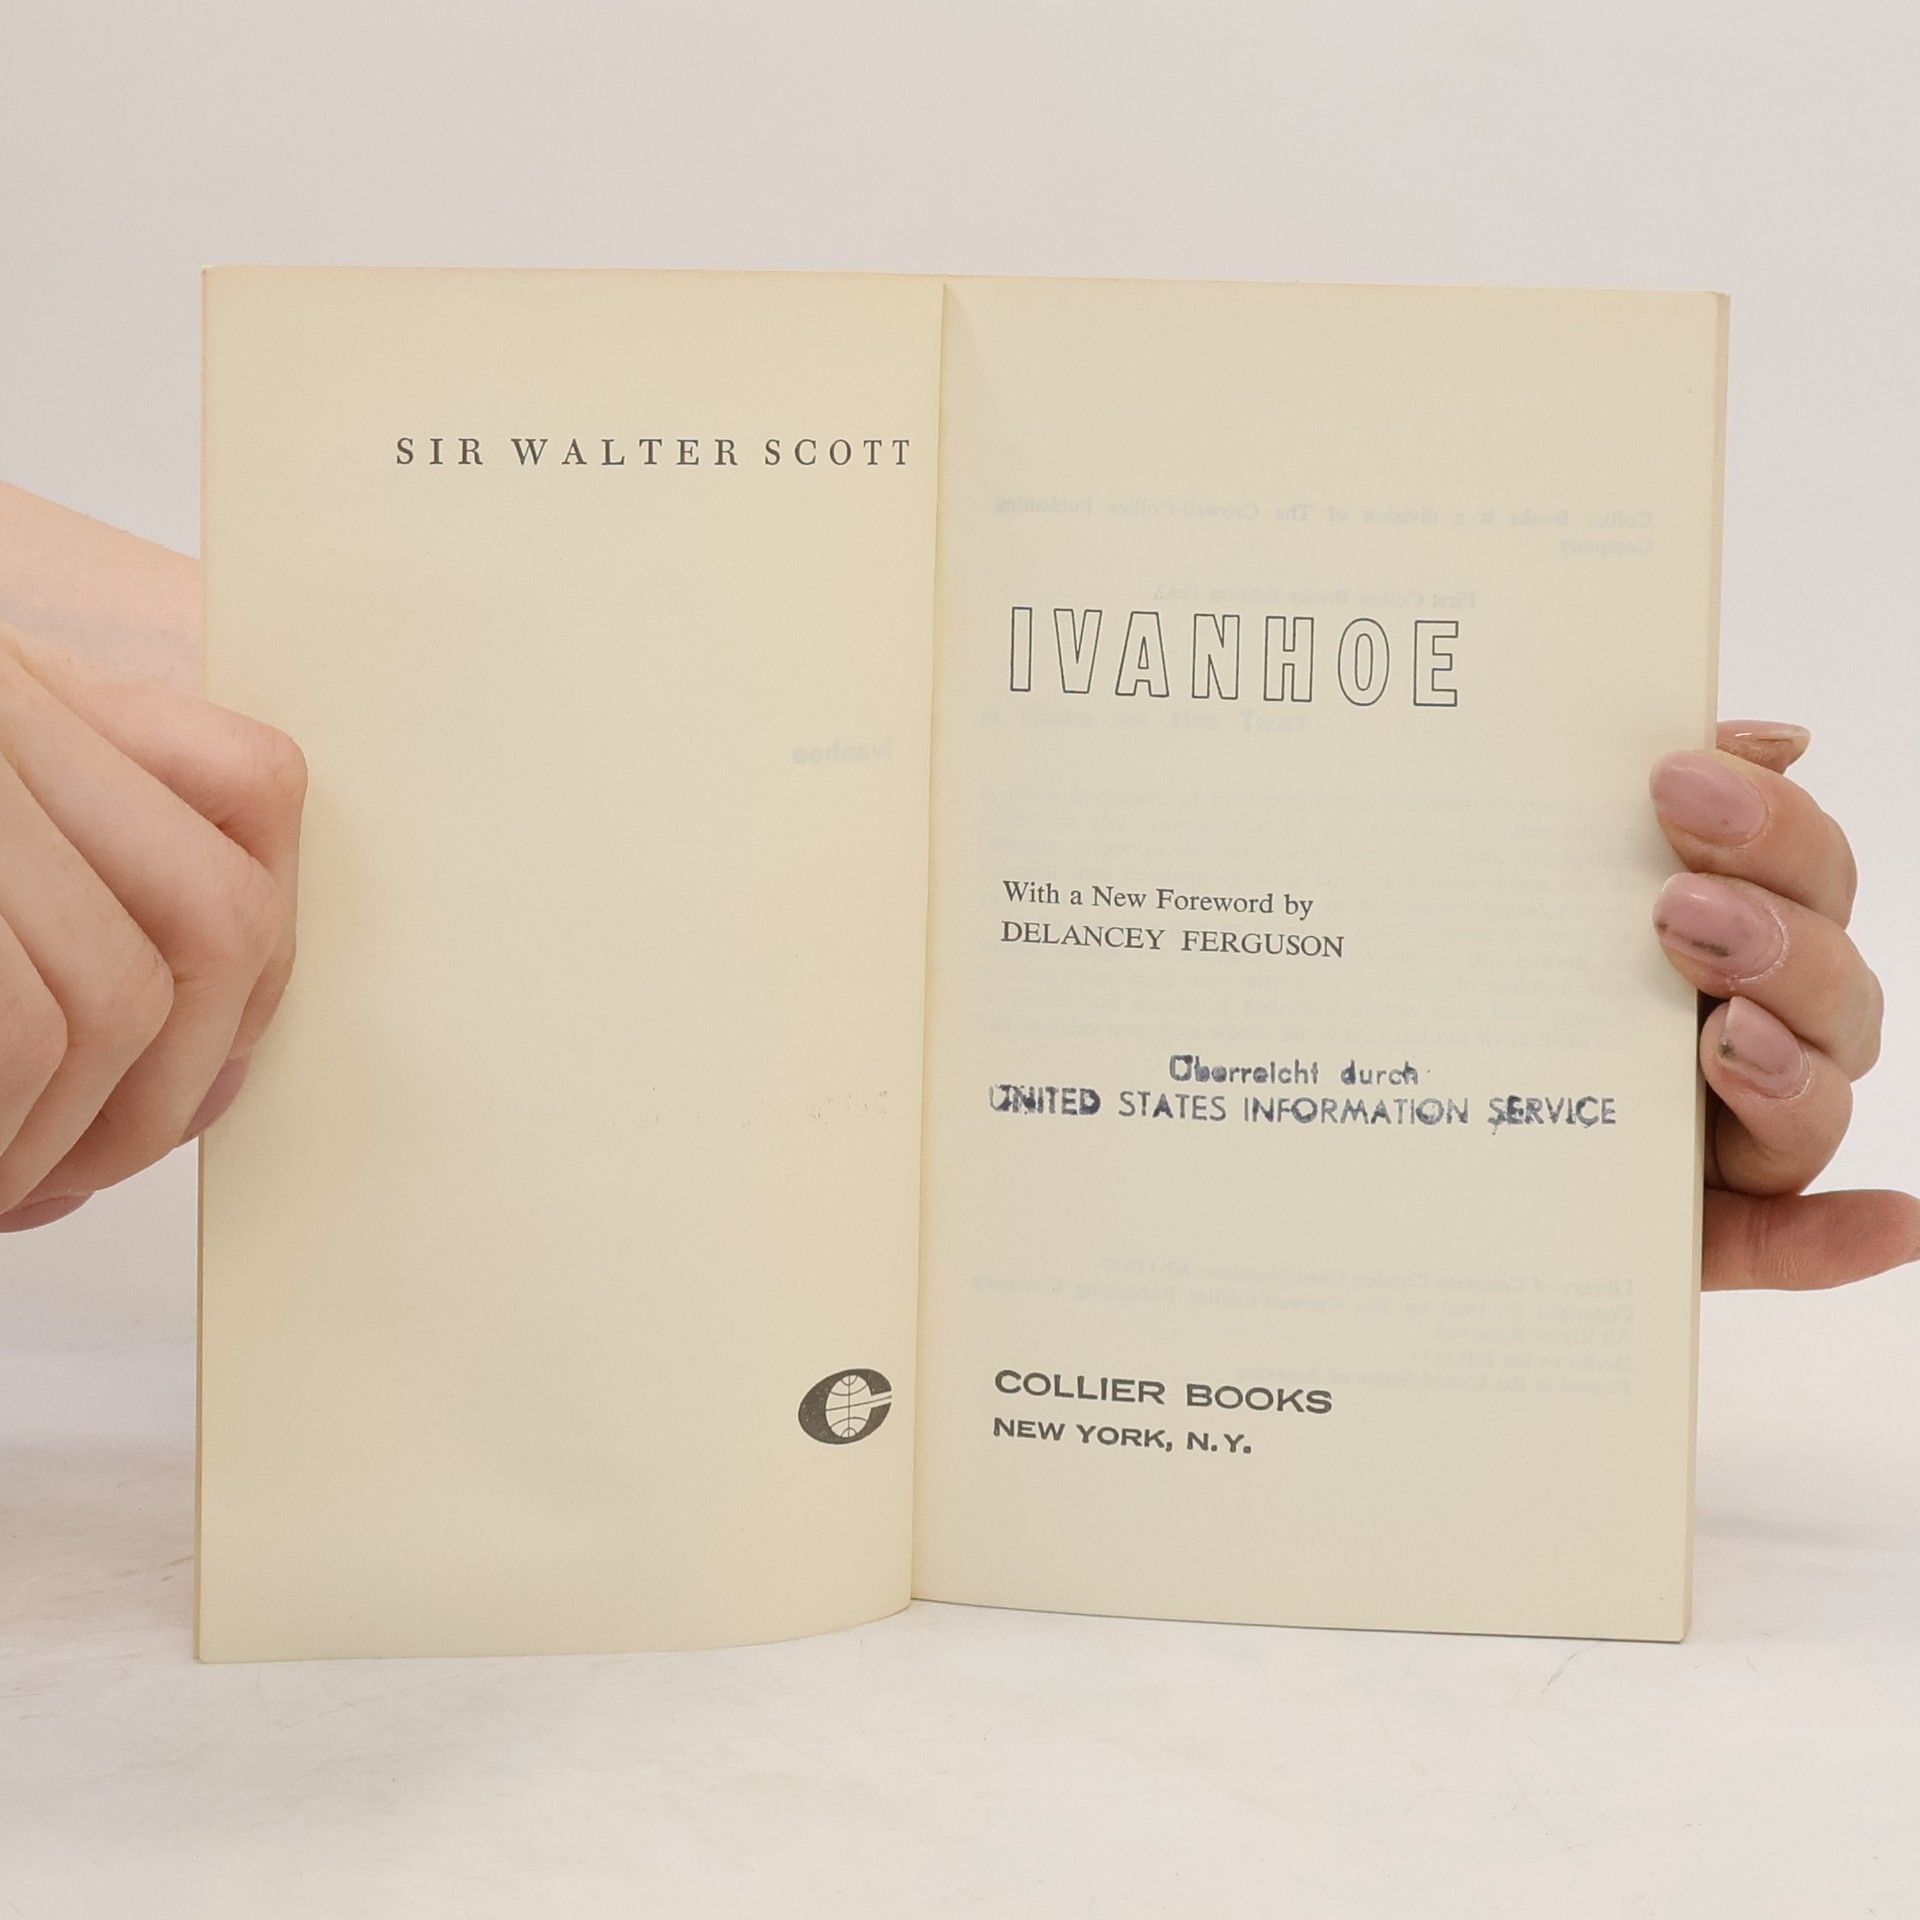 SIR WALTER SCOTT
IVANHOE
With a New Foreword by
DELANCEY FERGUSON
Überreicht durch
UNITED STATES INFORMATION SERVICE
COLLIER BOOKS
NEW YORK, N.Y.